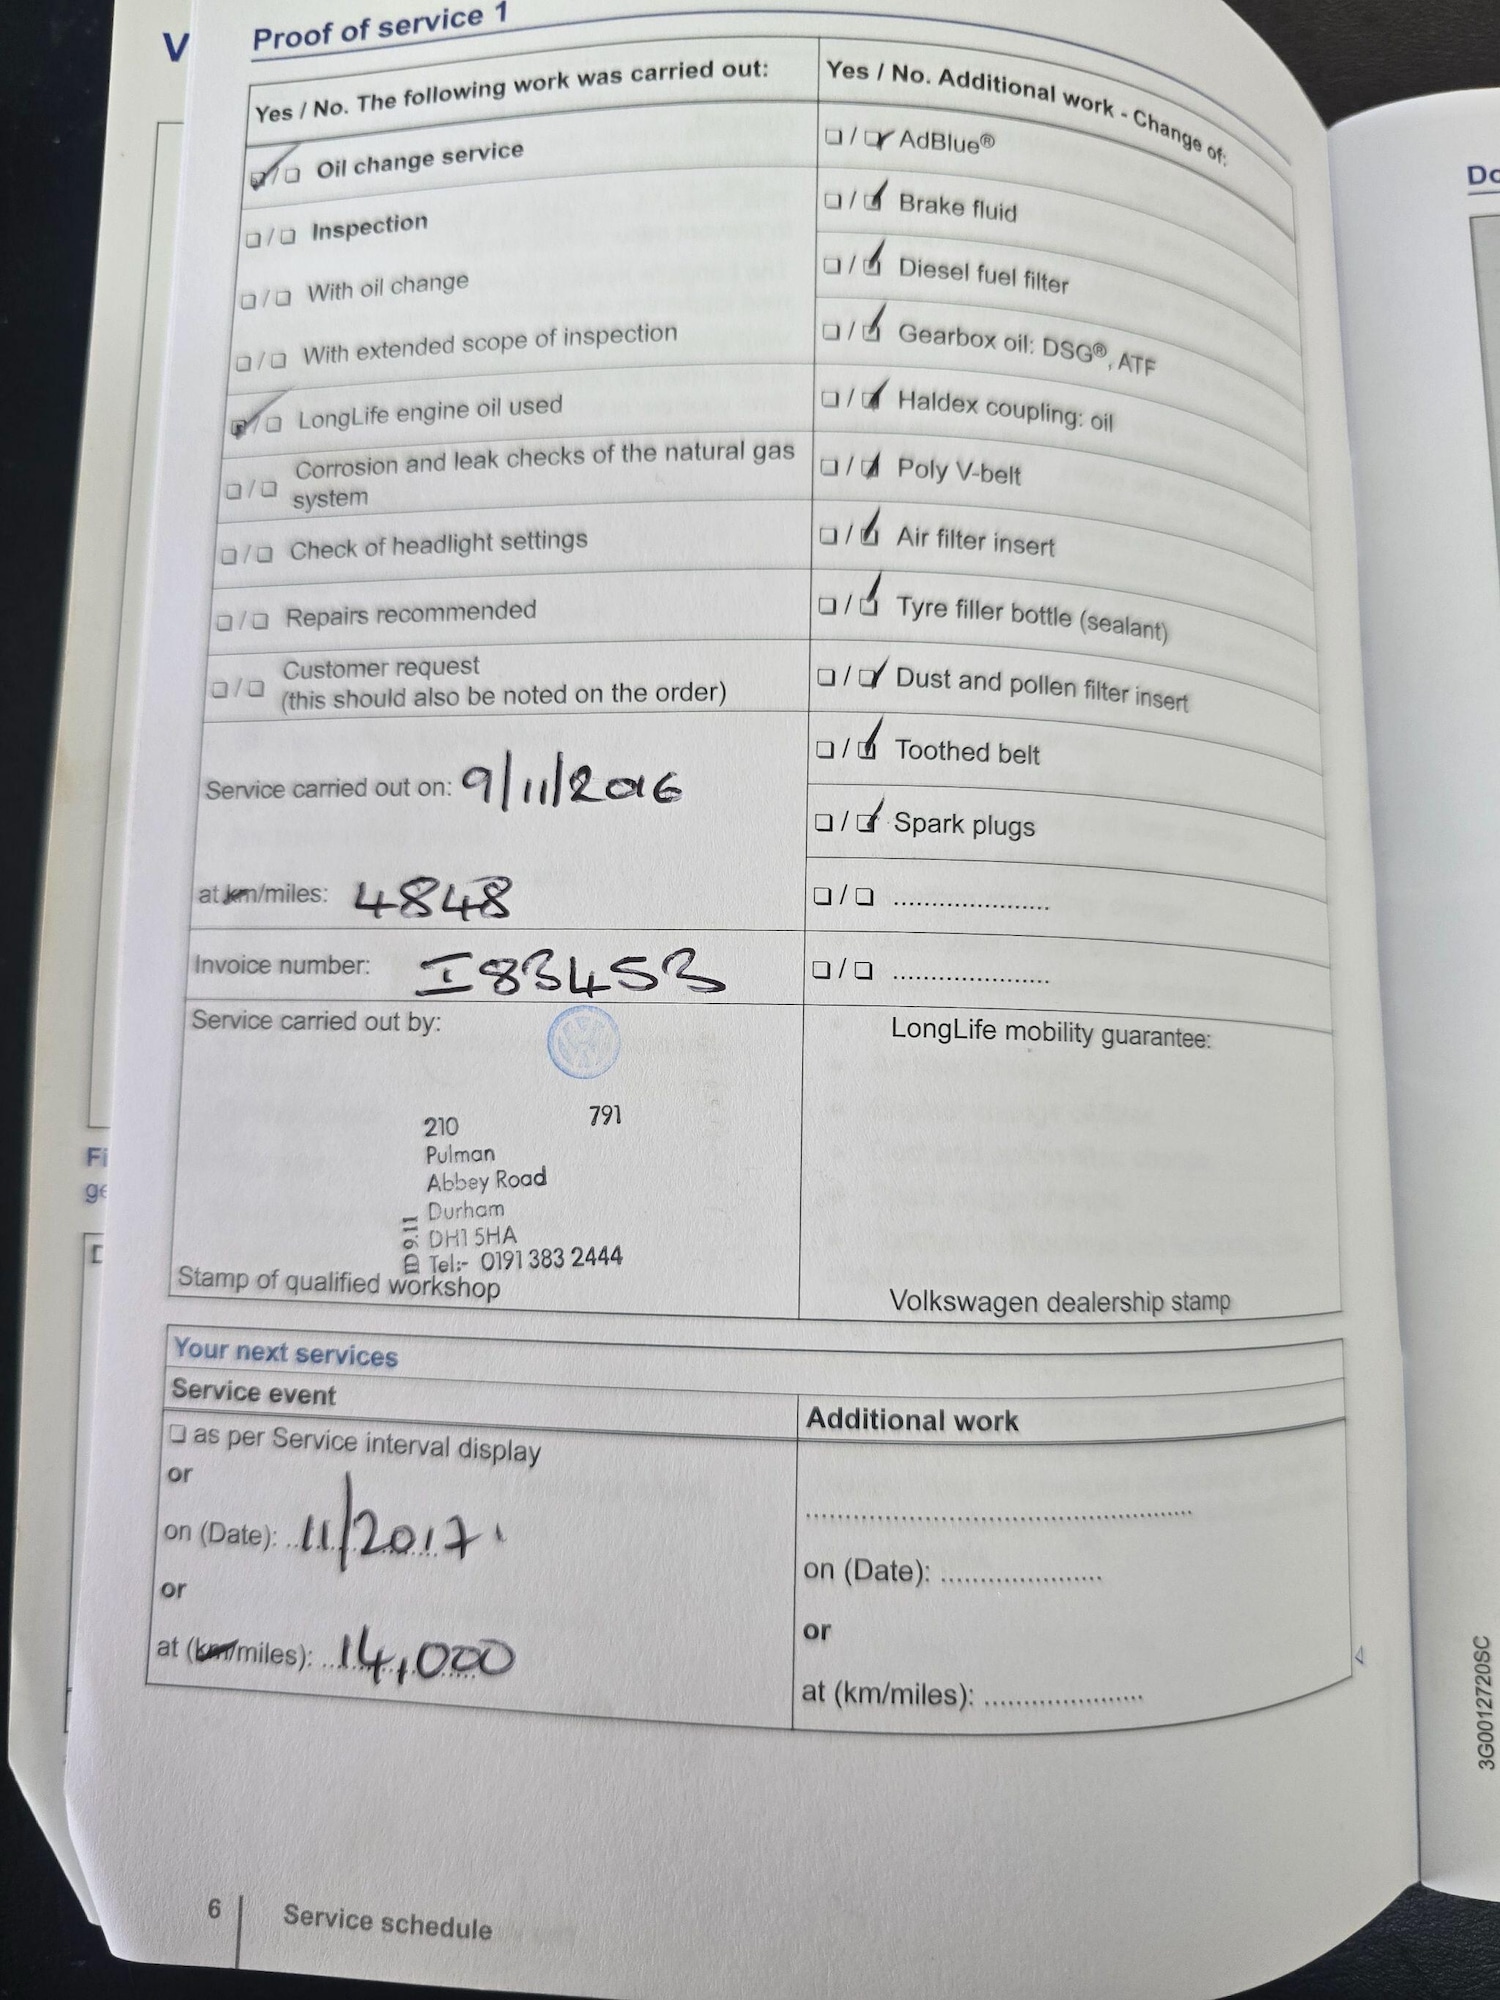 V
Proof of service 1
Yes / No. The following work was carried out:
☑/☐ Oil change service
☐/☐ Inspection
☐/☐ With oil change
☐/☐ With extended scope of inspection
☑/☐ LongLife engine oil used
☐/☐ Corrosion and leak checks of the natural gas
system
☐/☐ Check of headlight settings
☐/☐ Repairs recommended
☐/☐ Customer request
(this should also be noted on the order)
Service carried out on: 9/11/2016
at km/miles: 4848
Invoice number: I83453
Service carried out by:
791
210
Pulman
Abbey Road
Durham
DH1 5HA
Tel:- 0191 383 2444
ED 9.11
Stamp of qualified workshop
Yes / No. Additional work - Change of:
☐/☑ AdBlue®
☐/☑ Brake fluid
☐/☑ Diesel fuel filter
☐/☑ Gearbox oil: DSG®, ATF
☐/☑ Haldex coupling: oil
☐/☑ Poly V-belt
☐/☑ Air filter insert
☐/☑ Tyre filler bottle (sealant)
☐/☑ Dust and pollen filter insert
☐/☑ Toothed belt
☐/☑ Spark plugs
☐/☐ ......................
☐/☐ ......................
LongLife mobility guarantee:
Volkswagen dealership stamp
Your next services
Service event
☐ as per Service interval display
or
on (Date): 11/2017
or
at (km/miles): 14,000
Additional work
on (Date): ......................
or
at (km/miles): ......................
6
Service schedule
Fi
ge
D
Do
3G0012720SC